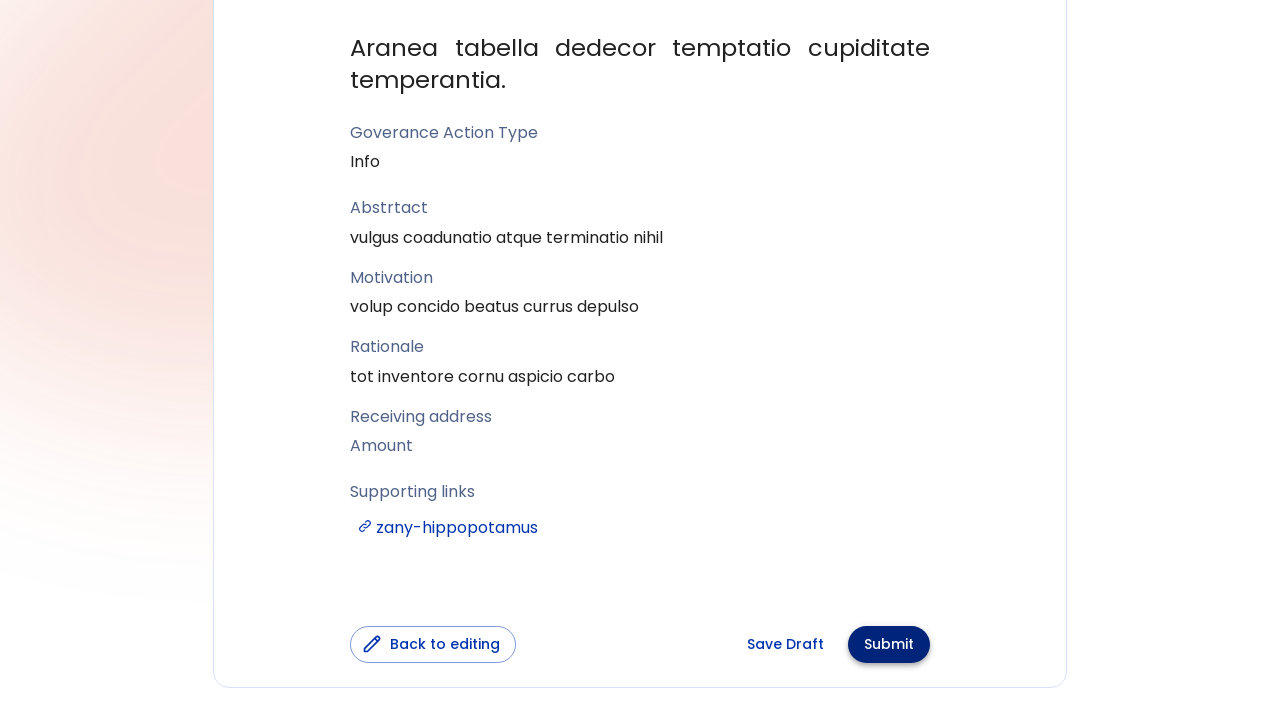 Aranea tabella dedecor temptatio cupiditate
temperantia.
Goverance Action Type
Info
Abstrtact
vulgus coadunatio atque terminatio nihil
Motivation
volup concido beatus currus depulso
Rationale
tot inventore cornu aspicio carbo
Receiving address
Amount
Supporting links
zany-hippopotamus
Back to editing
Save Draft
Submit